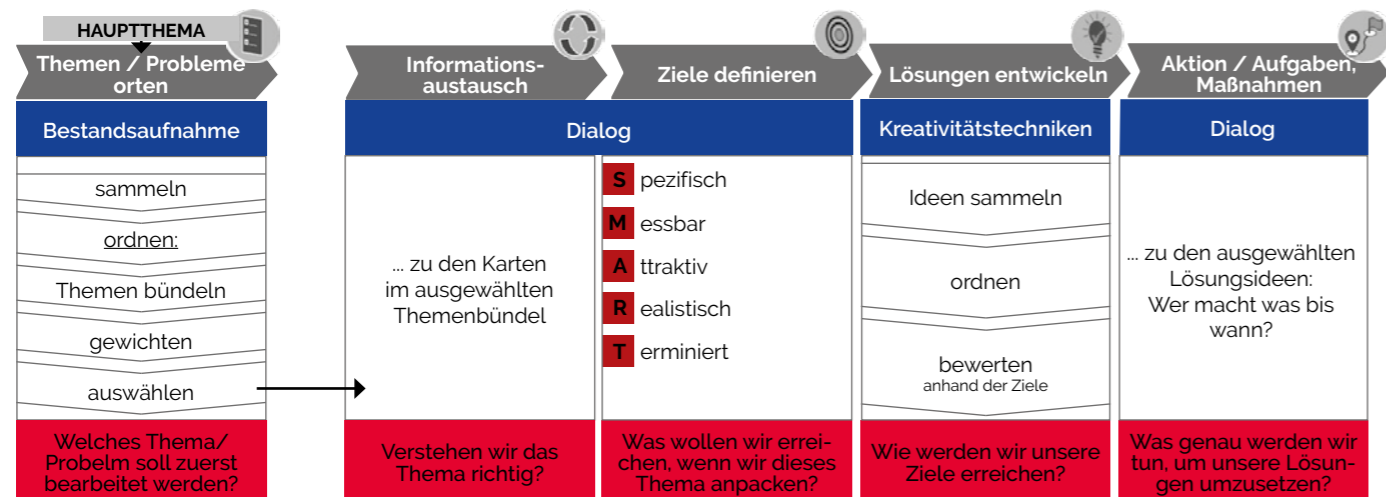 HAUPTTHEMA
Themen / Probleme
orten
Bestandsaufnahme
sammeln
ordnen:
Themen bündeln
gewichten
auswählen
Welches Thema/
Probelm soll zuerst
bearbeitet werden?
Informations-
austausch
Ziele definieren
Dialog
... zu den Karten
im ausgewählten
Themenbündel
S pezifisch
M essbar
A ttraktiv
R ealistisch
T erminiert
Verstehen wir das
Thema richtig?
Was wollen wir errei-
chen, wenn wir dieses
Thema anpacken?
Lösungen entwickeln
Kreativitätstechniken
Ideen sammeln
ordnen
bewerten
anhand der Ziele
Wie werden wir unsere
Ziele erreichen?
Aktion / Aufgaben,
Maßnahmen
Dialog
... zu den ausgewählten
Lösungsideen:
Wer macht was bis
wann?
Was genau werden wir
tun, um unsere Lösun-
gen umzusetzen?